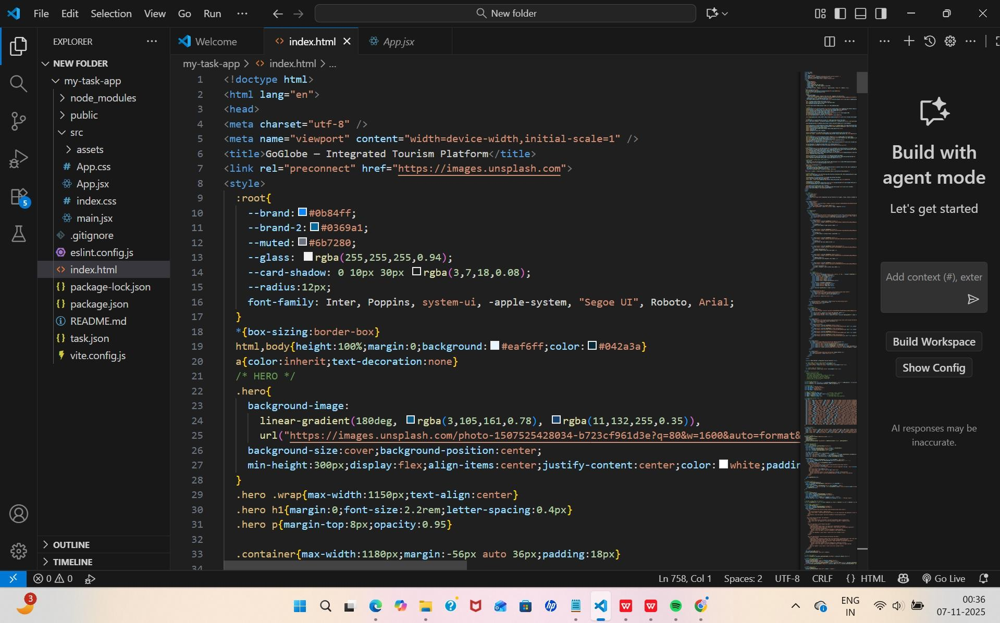 File Edit Selection View Go Run ···
New folder
EXPLORER ···
NEW FOLDER
my-task-app
node_modules
public
src
assets
# App.css
App.jsx
# index.css
main.jsx
.gitignore
eslint.config.js
<> index.html
{} package-lock.json
{} package.json
README.md
{} task.json
vite.config.js
OUTLINE
TIMELINE
5
Welcome
<> index.html
App.jsx
my-task-app > <> index.html > ...
1 <!doctype html>
2 <html lang="en">
3 <head>
4 <meta charset="utf-8" />
5 <meta name="viewport" content="width=device-width,initial-scale=1" />
6 <title>GoGlobe — Integrated Tourism Platform</title>
7 <link rel="preconnect" href="https://images.unsplash.com">
8 <style>
9 :root{
10 --brand:#0b84ff;
11 --brand-2:#0369a1;
12 --muted:#6b7280;
13 --glass: rgba(255,255,255,0.94);
14 --card-shadow: 0 10px 30px rgba(3,7,18,0.08);
15 --radius:12px;
16 font-family: Inter, Poppins, system-ui, -apple-system, "Segoe UI", Roboto, Arial;
17 }
18 *{box-sizing:border-box}
19 html,body{height:100%;margin:0;background:#eaf6ff;color:#042a3a}
20 a{color:inherit;text-decoration:none}
21 /* HERO */
22 .hero{
23 background-image:
24 linear-gradient(180deg, rgba(3,105,161,0.78), rgba(11,132,255,0.35)),
25 url("https://images.unsplash.com/photo-1507525428034-b723cf961d3e?q=80&w=1600&auto=format&
26 background-size:cover;background-position:center;
27 min-height:300px;display:flex;align-items:center;justify-content:center;color:white;paddin
28 }
29 .hero .wrap{max-width:1150px;text-align:center}
30 .hero h1{margin:0;font-size:2.2rem;letter-spacing:0.4px}
31 .hero p{margin-top:8px;opacity:0.95}
32
33 .container{max-width:1180px;margin:-56px auto 36px;padding:18px}
34
Build with
agent mode
Let's get started
Add context (#), exter
Build Workspace
Show Config
AI responses may be
inaccurate.
0 0
Ln 758, Col 1 Spaces: 2 UTF-8 CRLF {} HTML Go Live
3
ENG
IN
00:36
07-11-2025